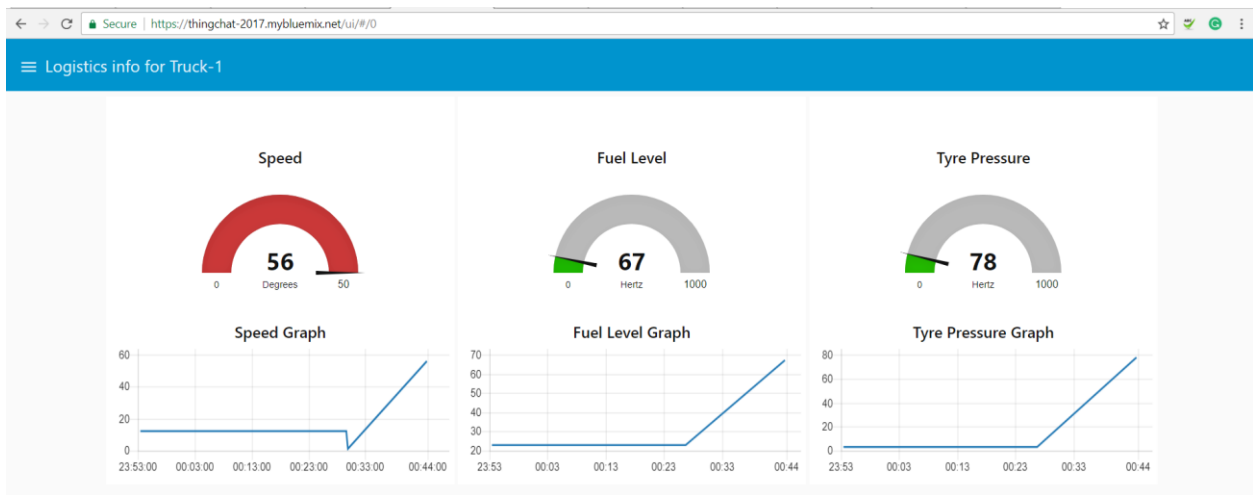 Secure | https://thingchat-2017.mybluemix.net/ui/#/0
Logistics info for Truck-1
Speed
56
Degrees
0
50
Fuel Level
67
Hertz
0
1000
Tyre Pressure
78
Hertz
0
1000
Speed Graph
60
40
20
0
23:53:00 00:03:00 00:13:00 00:23:00 00:33:00 00:44:00
Fuel Level Graph
70
60
50
40
30
20
23:53 00:03 00:13 00:23 00:33 00:44
Tyre Pressure Graph
80
60
40
20
0
23:53 00:03 00:13 00:23 00:33 00:44